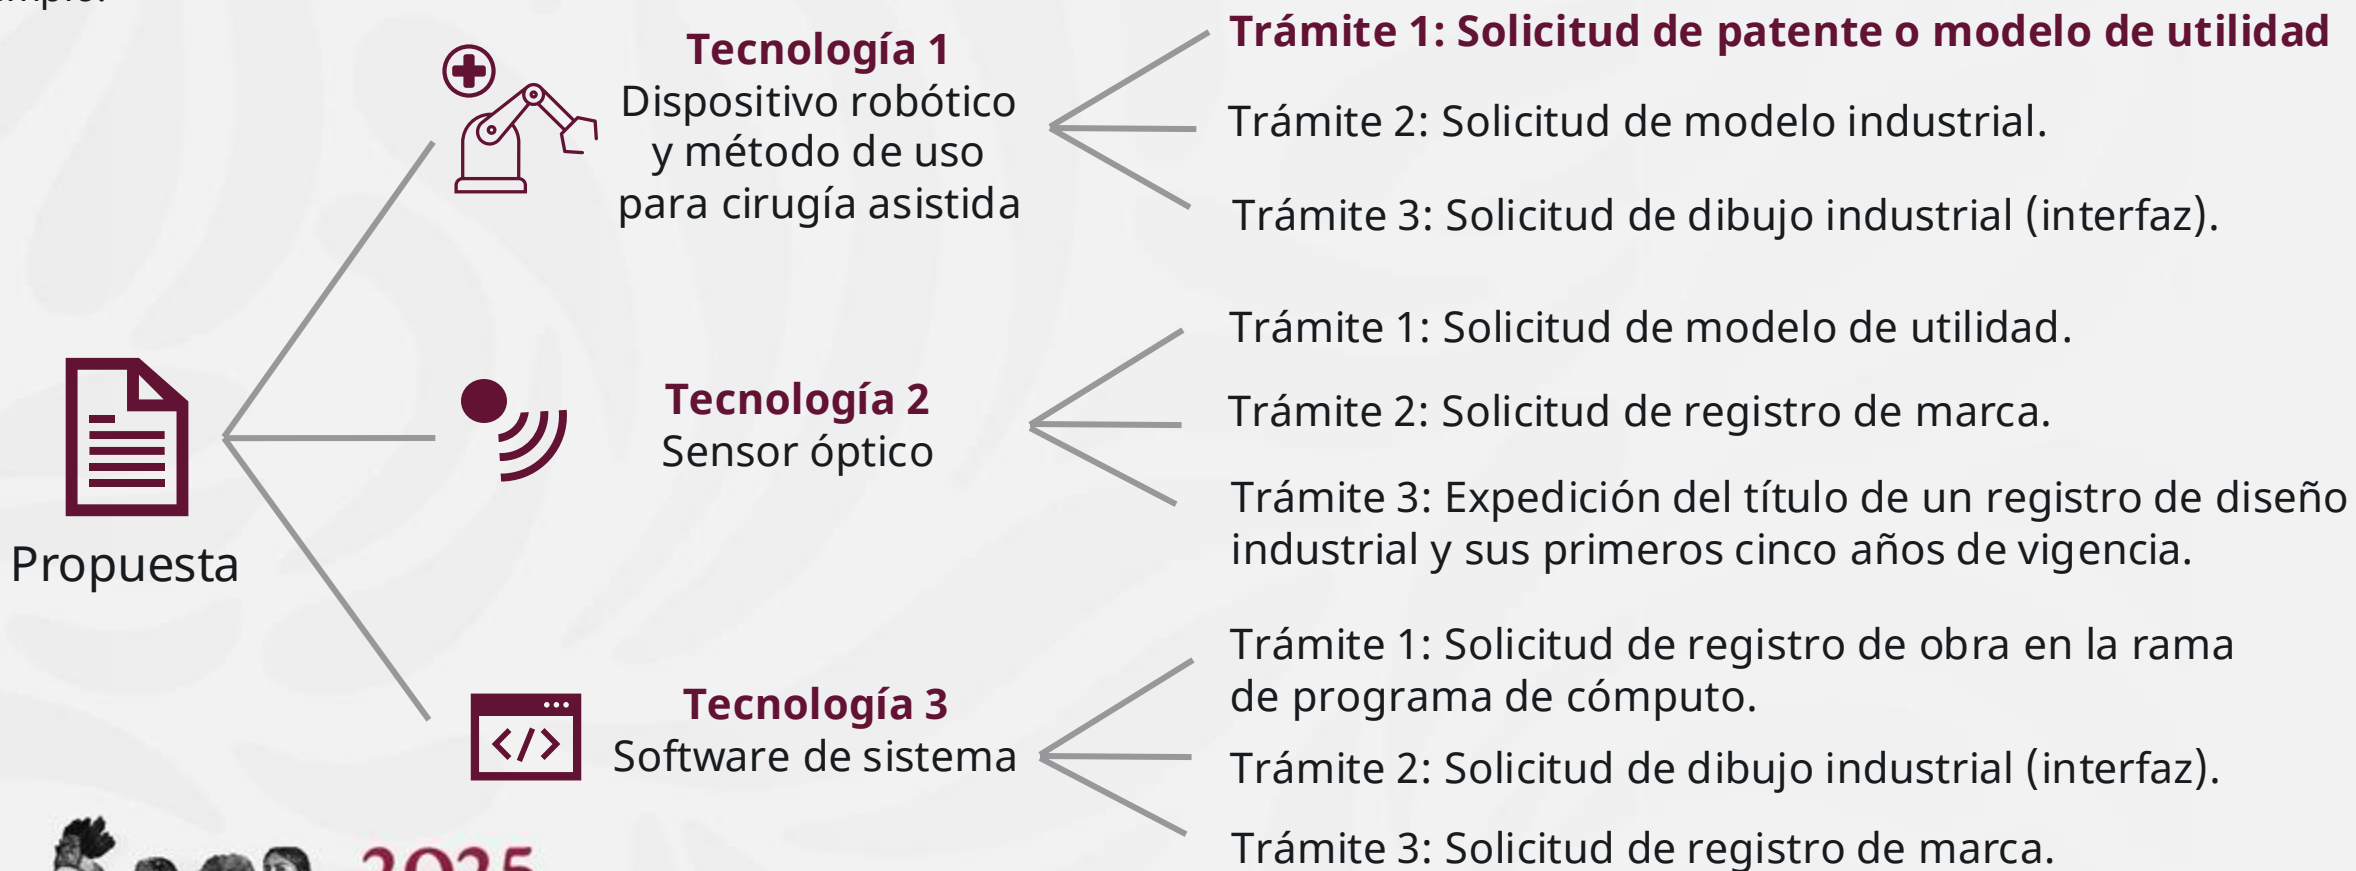 Tecnología 1
Dispositivo robótico
y método de uso
para cirugía asistida
Trámite 1: Solicitud de patente o modelo de utilidad
Trámite 2: Solicitud de modelo industrial.
Trámite 3: Solicitud de dibujo industrial (interfaz).
Propuesta
Tecnología 2
Sensor óptico
Trámite 1: Solicitud de modelo de utilidad.
Trámite 2: Solicitud de registro de marca.
Trámite 3: Expedición del título de un registro de diseño
industrial y sus primeros cinco años de vigencia.
Tecnología 3
Software de sistema
Trámite 1: Solicitud de registro de obra en la rama
de programa de cómputo.
Trámite 2: Solicitud de dibujo industrial (interfaz).
Trámite 3: Solicitud de registro de marca.
2025